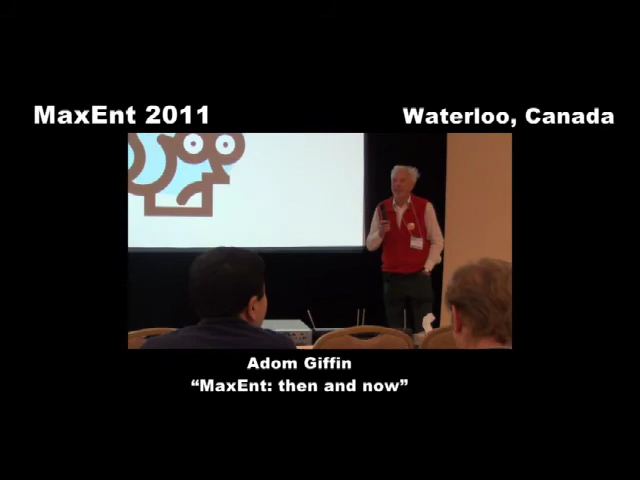 MaxEnt 2011
Waterloo, Canada
Adom Giffin
“MaxEnt: then and now”